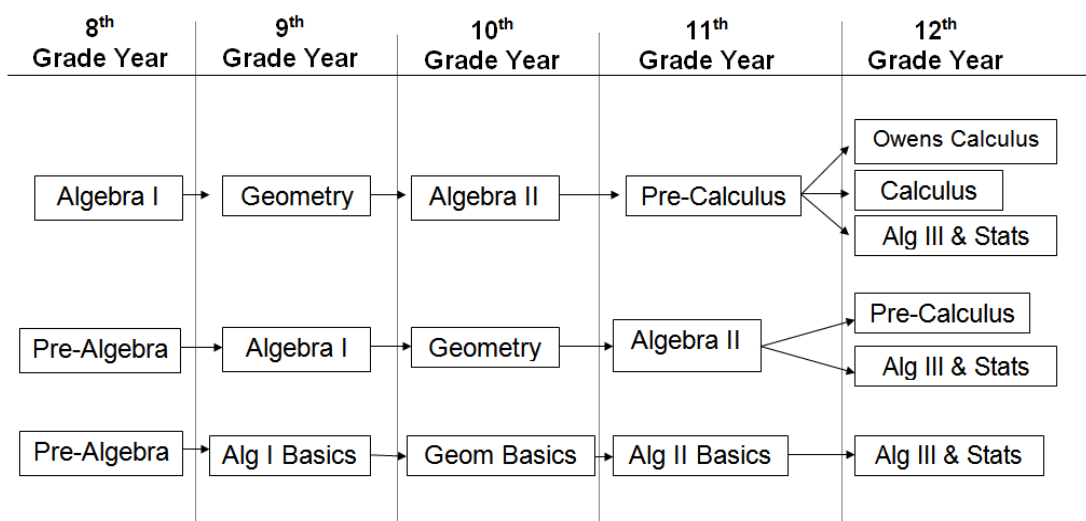 8th 9th 10th 11th 12th
Grade Year Grade Year Grade Year Grade Year Grade Year
Owens Calculus
Algebra I Geometry Algebra II Pre-Calculus Calculus
Alg III & Stats
Pre-Calculus
Pre-Algebra Algebra I Geometry Algebra II
Alg III & Stats
Pre-Algebra Alg I Basics Geom Basics Alg II Basics Alg III & Stats